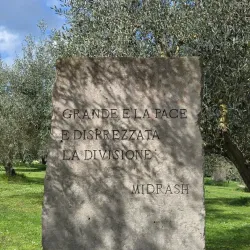 GRANDE E LA PACE
E DISPREZZATA
LA DIVISIONE
MIDRASH